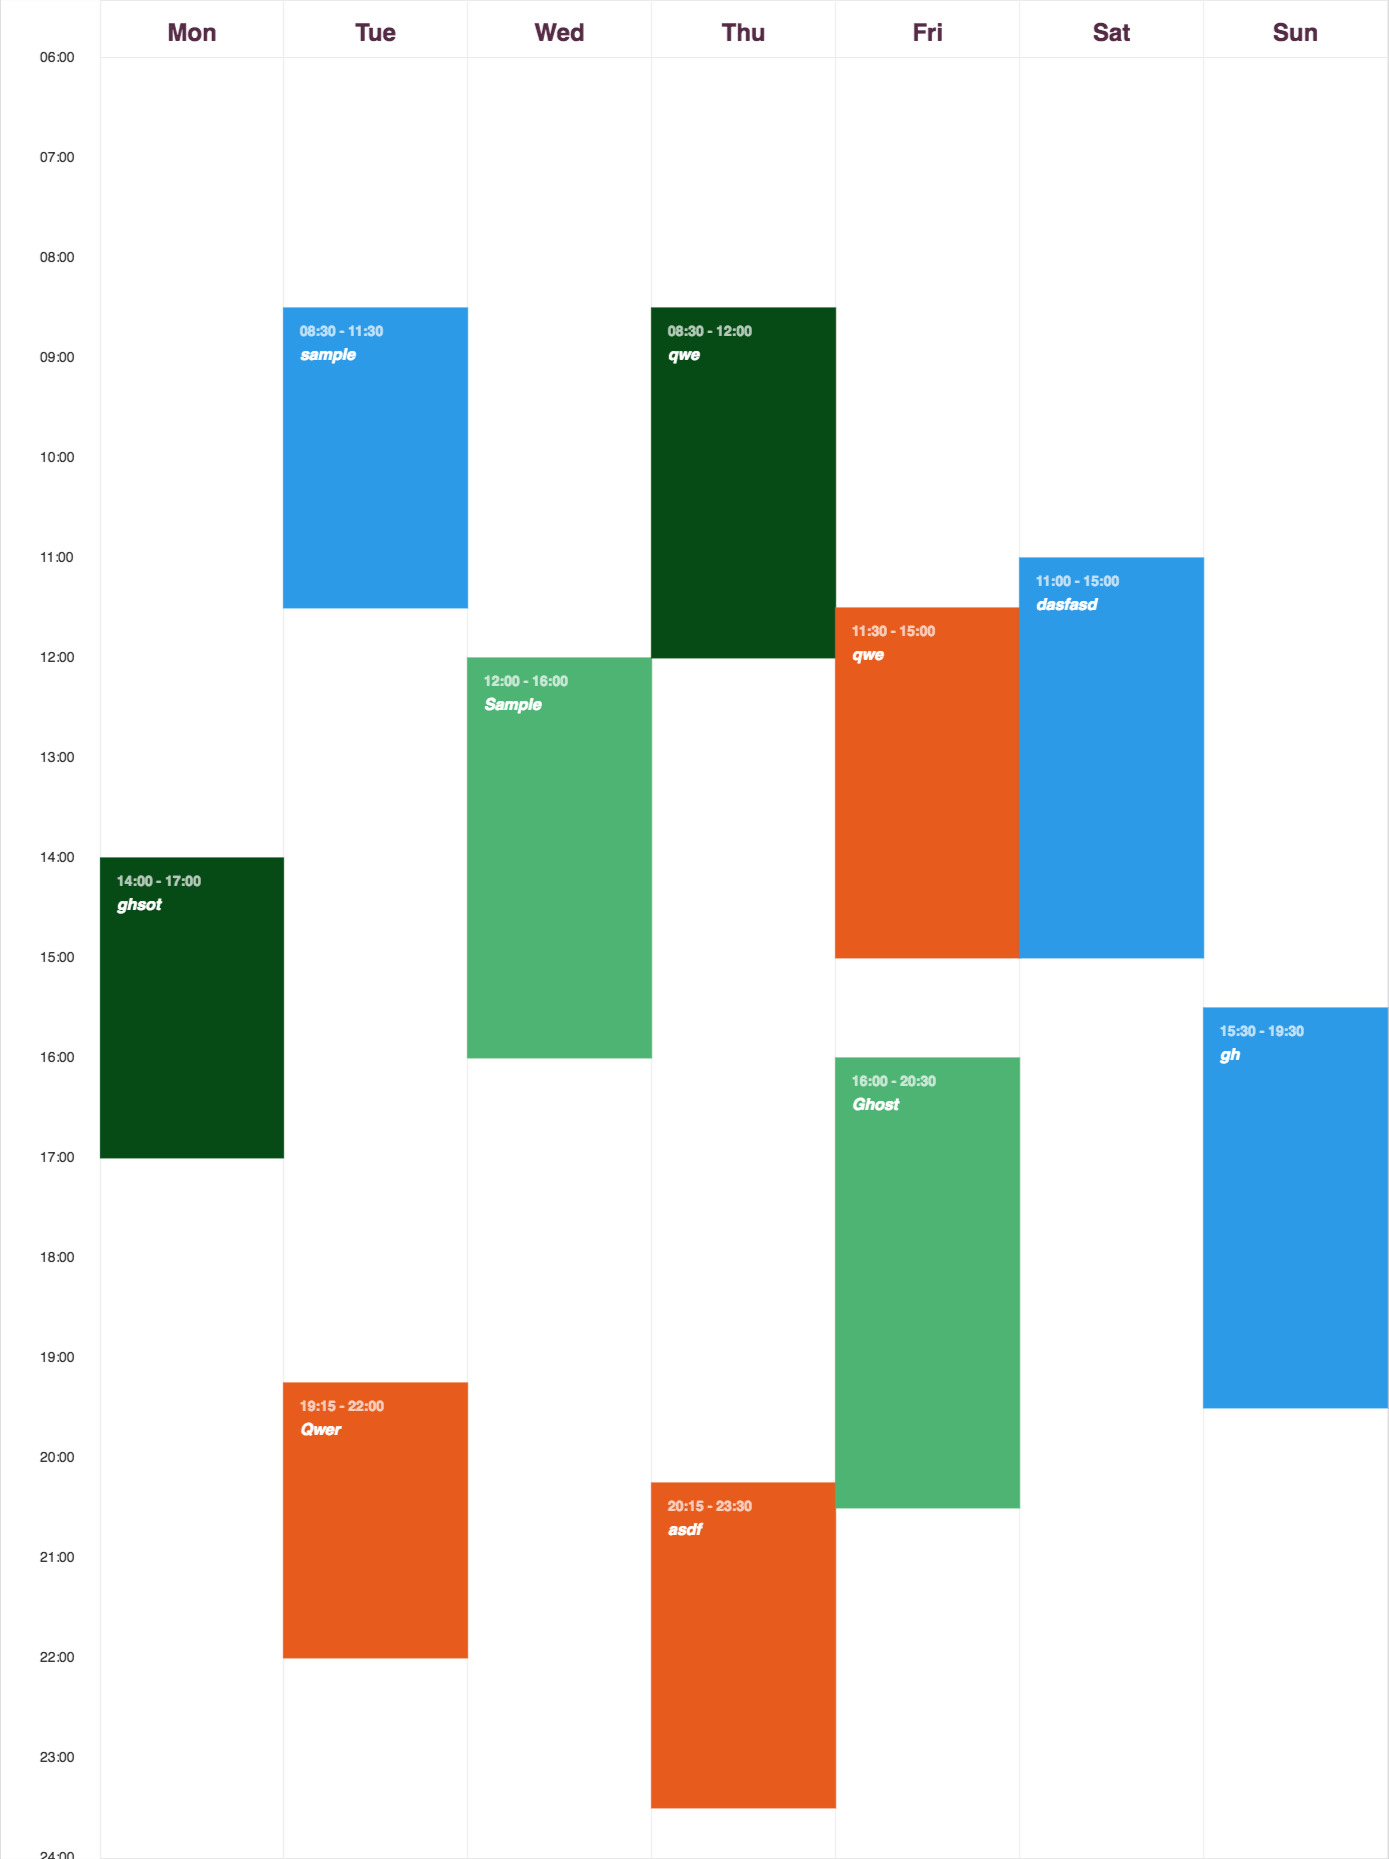 Mon Tue Wed Thu Fri Sat Sun
06:00
07:00
08:00
08:30 - 11:30
sample
08:30 - 12:00
qwe
09:00
10:00
11:00
11:00 - 15:00
dasfasd
11:30 - 15:00
qwe
12:00
12:00 - 16:00
Sample
13:00
14:00
14:00 - 17:00
ghsot
15:00
15:30 - 19:30
gh
16:00
16:00 - 20:30
Ghost
17:00
18:00
19:00
19:15 - 22:00
Qwer
20:00
20:15 - 23:30
asdf
21:00
22:00
23:00
24:00